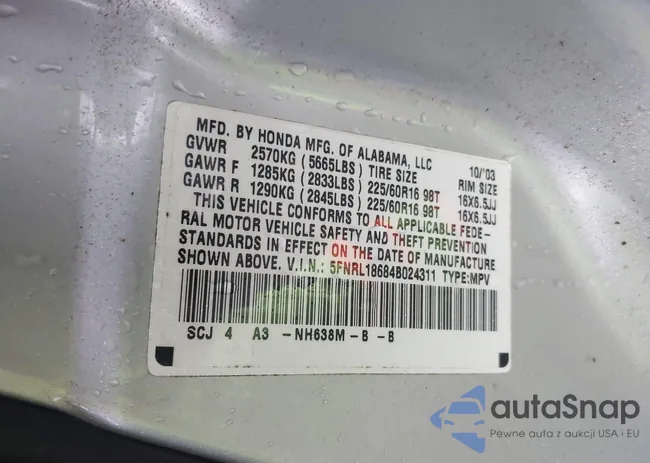 MFD. BY HONDA MFG. OF ALABAMA, LLC 10/'03
GVWR 2570KG (5665LBS) TIRE SIZE RIM SIZE
GAWR F 1285KG (2833LBS) 225/60R16 98T 16X6.5JJ
GAWR R 1290KG (2845LBS) 225/60R16 98T 16X6.5JJ
THIS VEHICLE CONFORMS TO ALL APPLICABLE FEDE-
RAL MOTOR VEHICLE SAFETY AND THEFT PREVENTION
STANDARDS IN EFFECT ON THE DATE OF MANUFACTURE
SHOWN ABOVE. V.I.N.: 5FNRL18684B024311 TYPE:MPV
SCJ 4 A3 -NH638M-B -B
autaSnap
Pewne auta z aukcji USA i EU